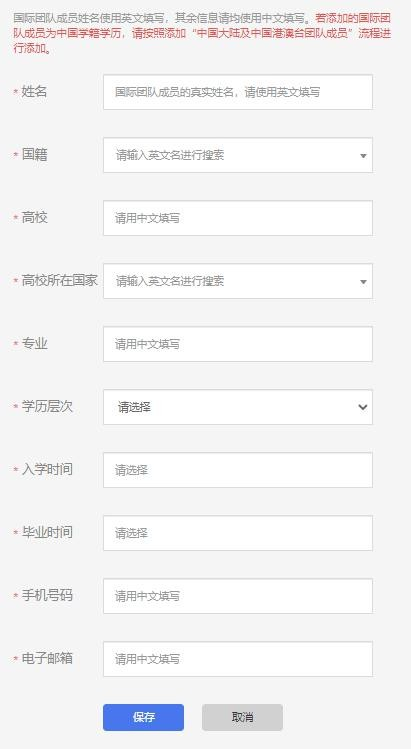 国际团队成员姓名使用英文填写，其余信息请均使用中文填写。若添加的国际团
队成员为中国学籍学历，请按照添加“中国大陆及中国港澳台团队成员”流程进
行添加。
* 姓名 国际团队成员的真实姓名，请使用英文填写
* 国籍 请输入英文名进行搜索
* 高校 请用中文填写
* 高校所在国家 请输入英文名进行搜索
* 专业 请用中文填写
* 学历层次 请选择
* 入学时间 请选择
* 毕业时间 请选择
* 手机号码 请用中文填写
* 电子邮箱 请用中文填写
保存 取消